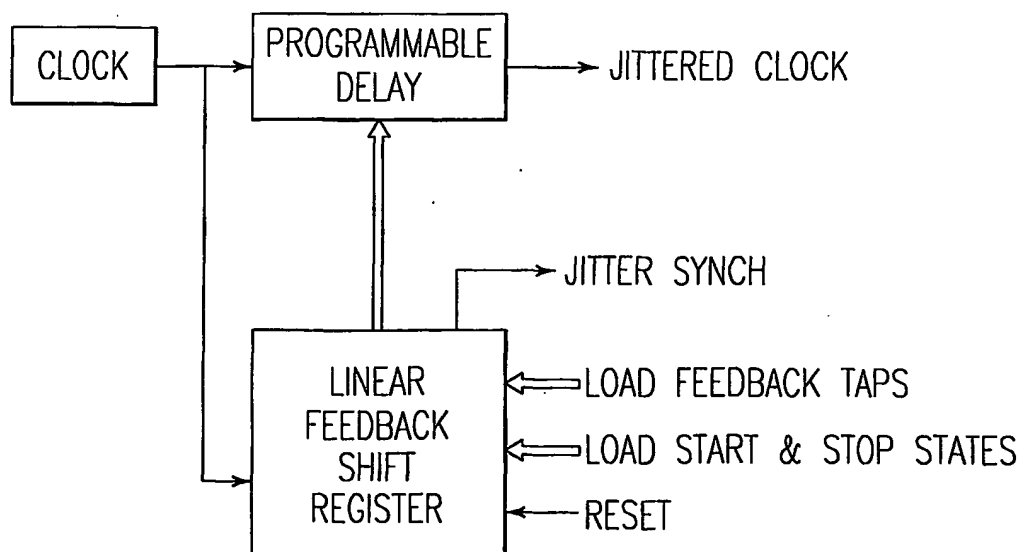 CLOCK
PROGRAMMABLE
DELAY
JITTERED CLOCK
JITTER SYNCH
LINEAR
FEEDBACK
SHIFT
REGISTER
LOAD FEEDBACK TAPS
LOAD START & STOP STATES
RESET